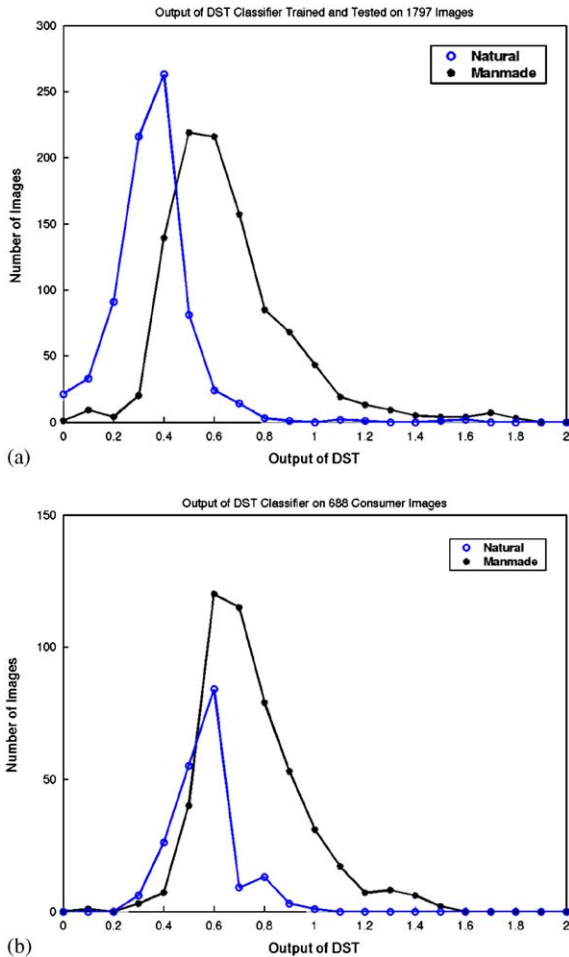 Output of DST Classifier Trained and Tested on 1797 Images
300
250
200
150
100
50
0
Number of Images
Natural
Manmade
0 0.2 0.4 0.6 0.8 1 1.2 1.4 1.6 1.8 2
Output of DST
(a)
Output of DST Classifier on 688 Consumer Images
150
100
50
0
Number of Images
Natural
Manmade
0 0.2 0.4 0.6 0.8 1 1.2 1.4 1.6 1.8 2
Output of DST
(b)